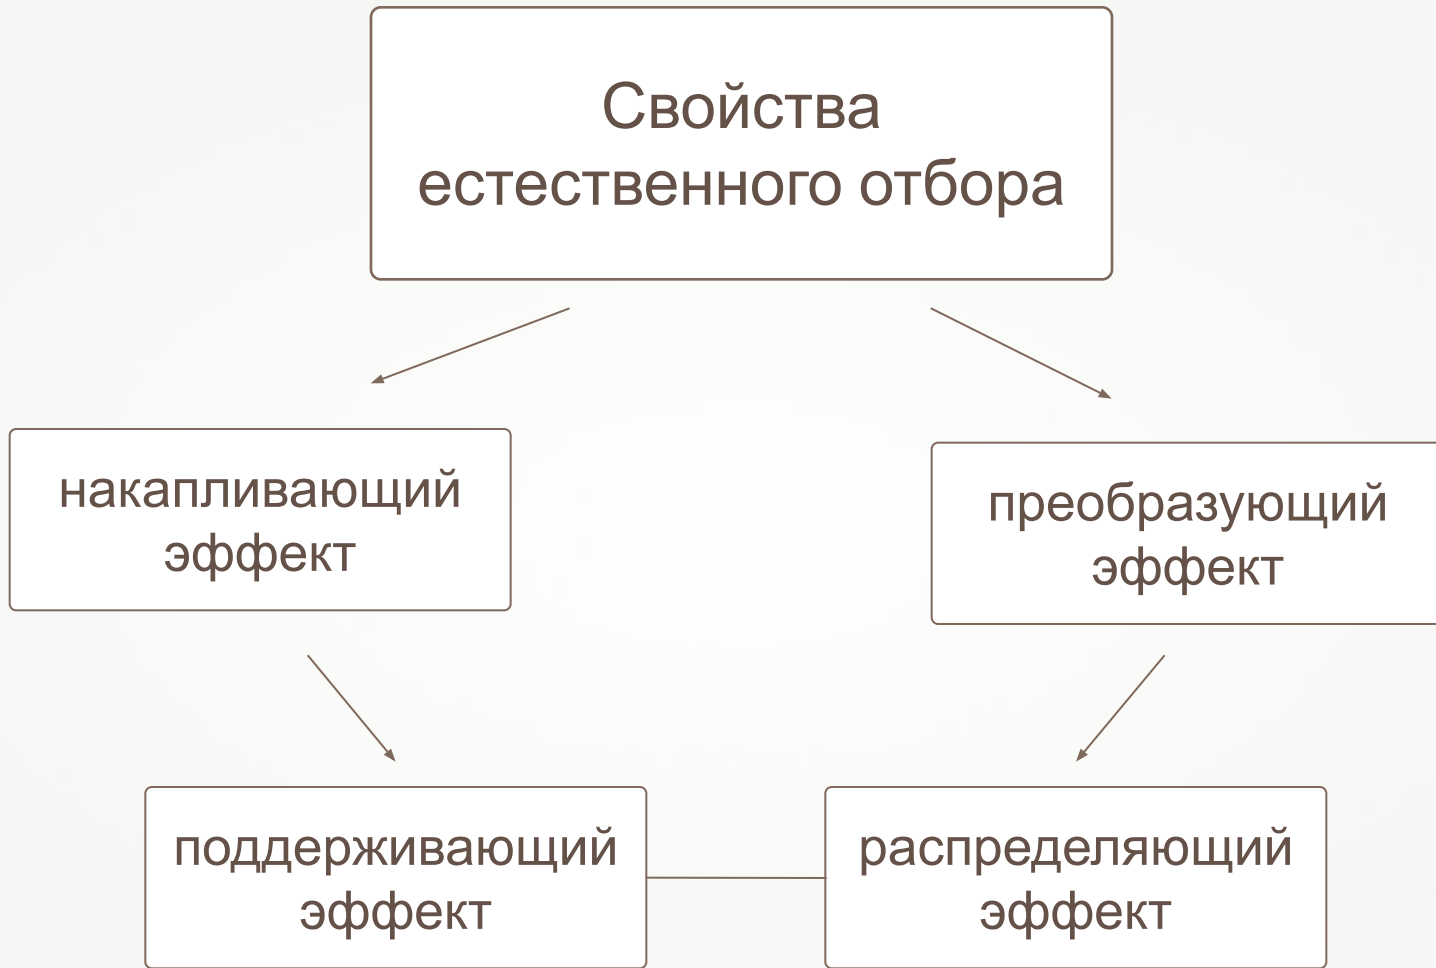 Свойства
естественного отбора
накапливающий
эффект
преобразующий
эффект
поддерживающий
эффект
распределяющий
эффект